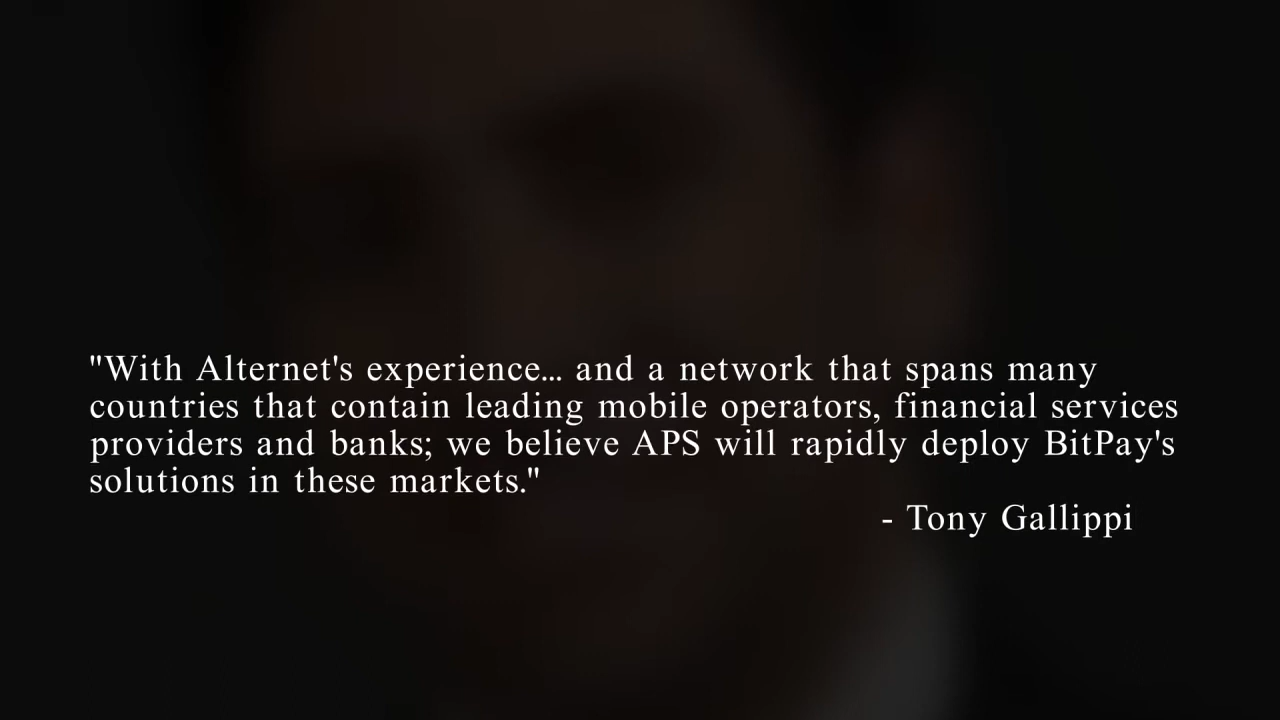 "With Alternet's experience... and a network that spans many
countries that contain leading mobile operators, financial services
providers and banks; we believe APS will rapidly deploy BitPay's
solutions in these markets."
- Tony Gallippi